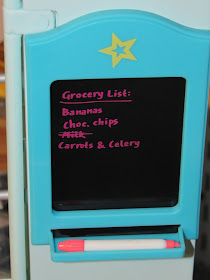 Grocery List:
Bananas
Choc. chips
Milk
Carrots & Celery